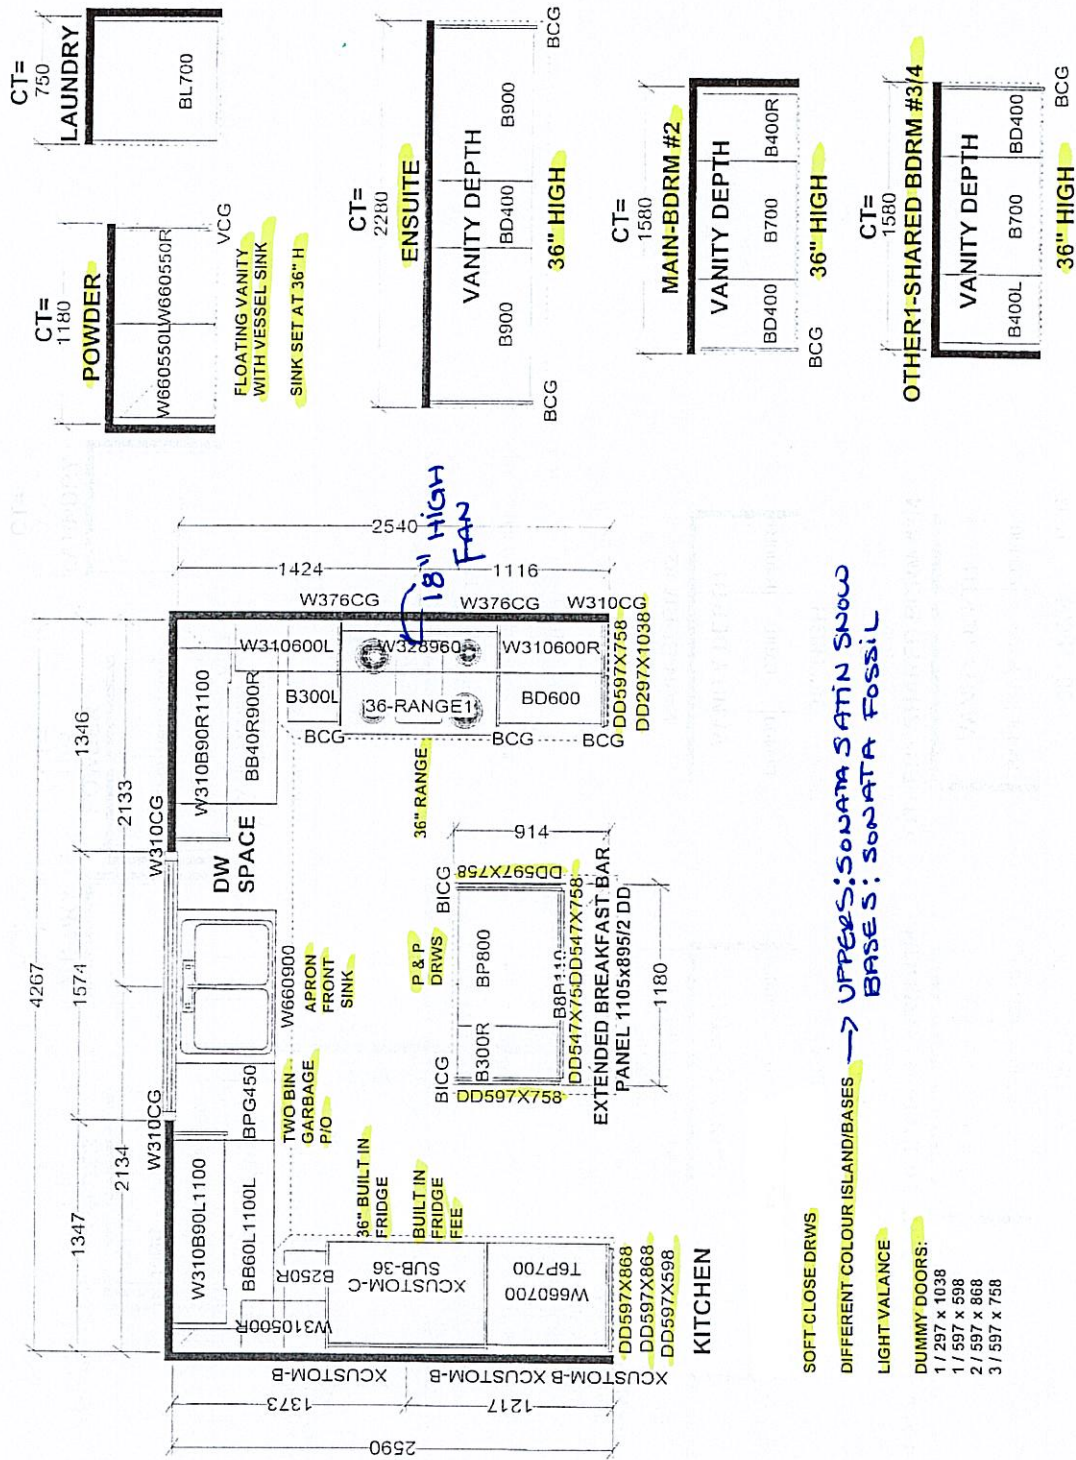 4267
1347
1574
1346
2134
2133
W310CG
W310CG
W310B90L1100
W310B90R1100
BB60L1100L
BPG450
W660900
DW
SPACE
BB40R900R
TWO BIN
GARBAGE
P/O
APRON
FRONT
SINK
2590
1373
1217
XCUSTOM-B
XCUSTOM-B XCUSTOM-B
XCUSTOM-B
W310500R
B250R
XCUSTOM-C
SUB-36
W660700
T6P700
36" BUILT IN
FRIDGE
BUILT IN
FRIDGE
FEE
DD597X868
DD597X868
DD597X598
KITCHEN
BICG
BICG
P & P
DRWS
B300R
BP800
B8R110
DD597X758
DD597X758
DD547X75DD547X758
EXTENDED BREAKFAST BAR
PANEL 1105x895/2 DD
914
1180
W310600L
B300L
W328960
36-RANGE1
W310600R
BD600
BCG
BCG
BCG
36" RANGE
DD597X758
DD297X1038
W376CG
W376CG
W310CG
1424
1116
2540
18" HIGH
FAN
SOFT CLOSE DRWS
DIFFERENT COLOUR ISLAND/BASES
→ UPPERS: SONATA SATIN SNOW
BASES: SONATA FOSSIL
LIGHT VALANCE
DUMMY DOORS:
1 / 297 x 1038
1 / 597 x 598
2 / 597 x 868
3 / 597 x 758
CT=
1180
POWDER
W660550LW660550R
VCG
FLOATING VANITY
WITH VESSEL SINK
SINK SET AT 36" H
CT=
750
LAUNDRY
BL700
CT=
2280
ENSUITE
VANITY DEPTH
B900
BD400
B900
BCG
BCG
36" HIGH
CT=
1580
MAIN-BDRM #2
VANITY DEPTH
BD400
B700
B400R
BCG
36" HIGH
CT=
1580
OTHER1-SHARED BDRM #3/4
VANITY DEPTH
B400L
B700
BD400
BCG
36" HIGH